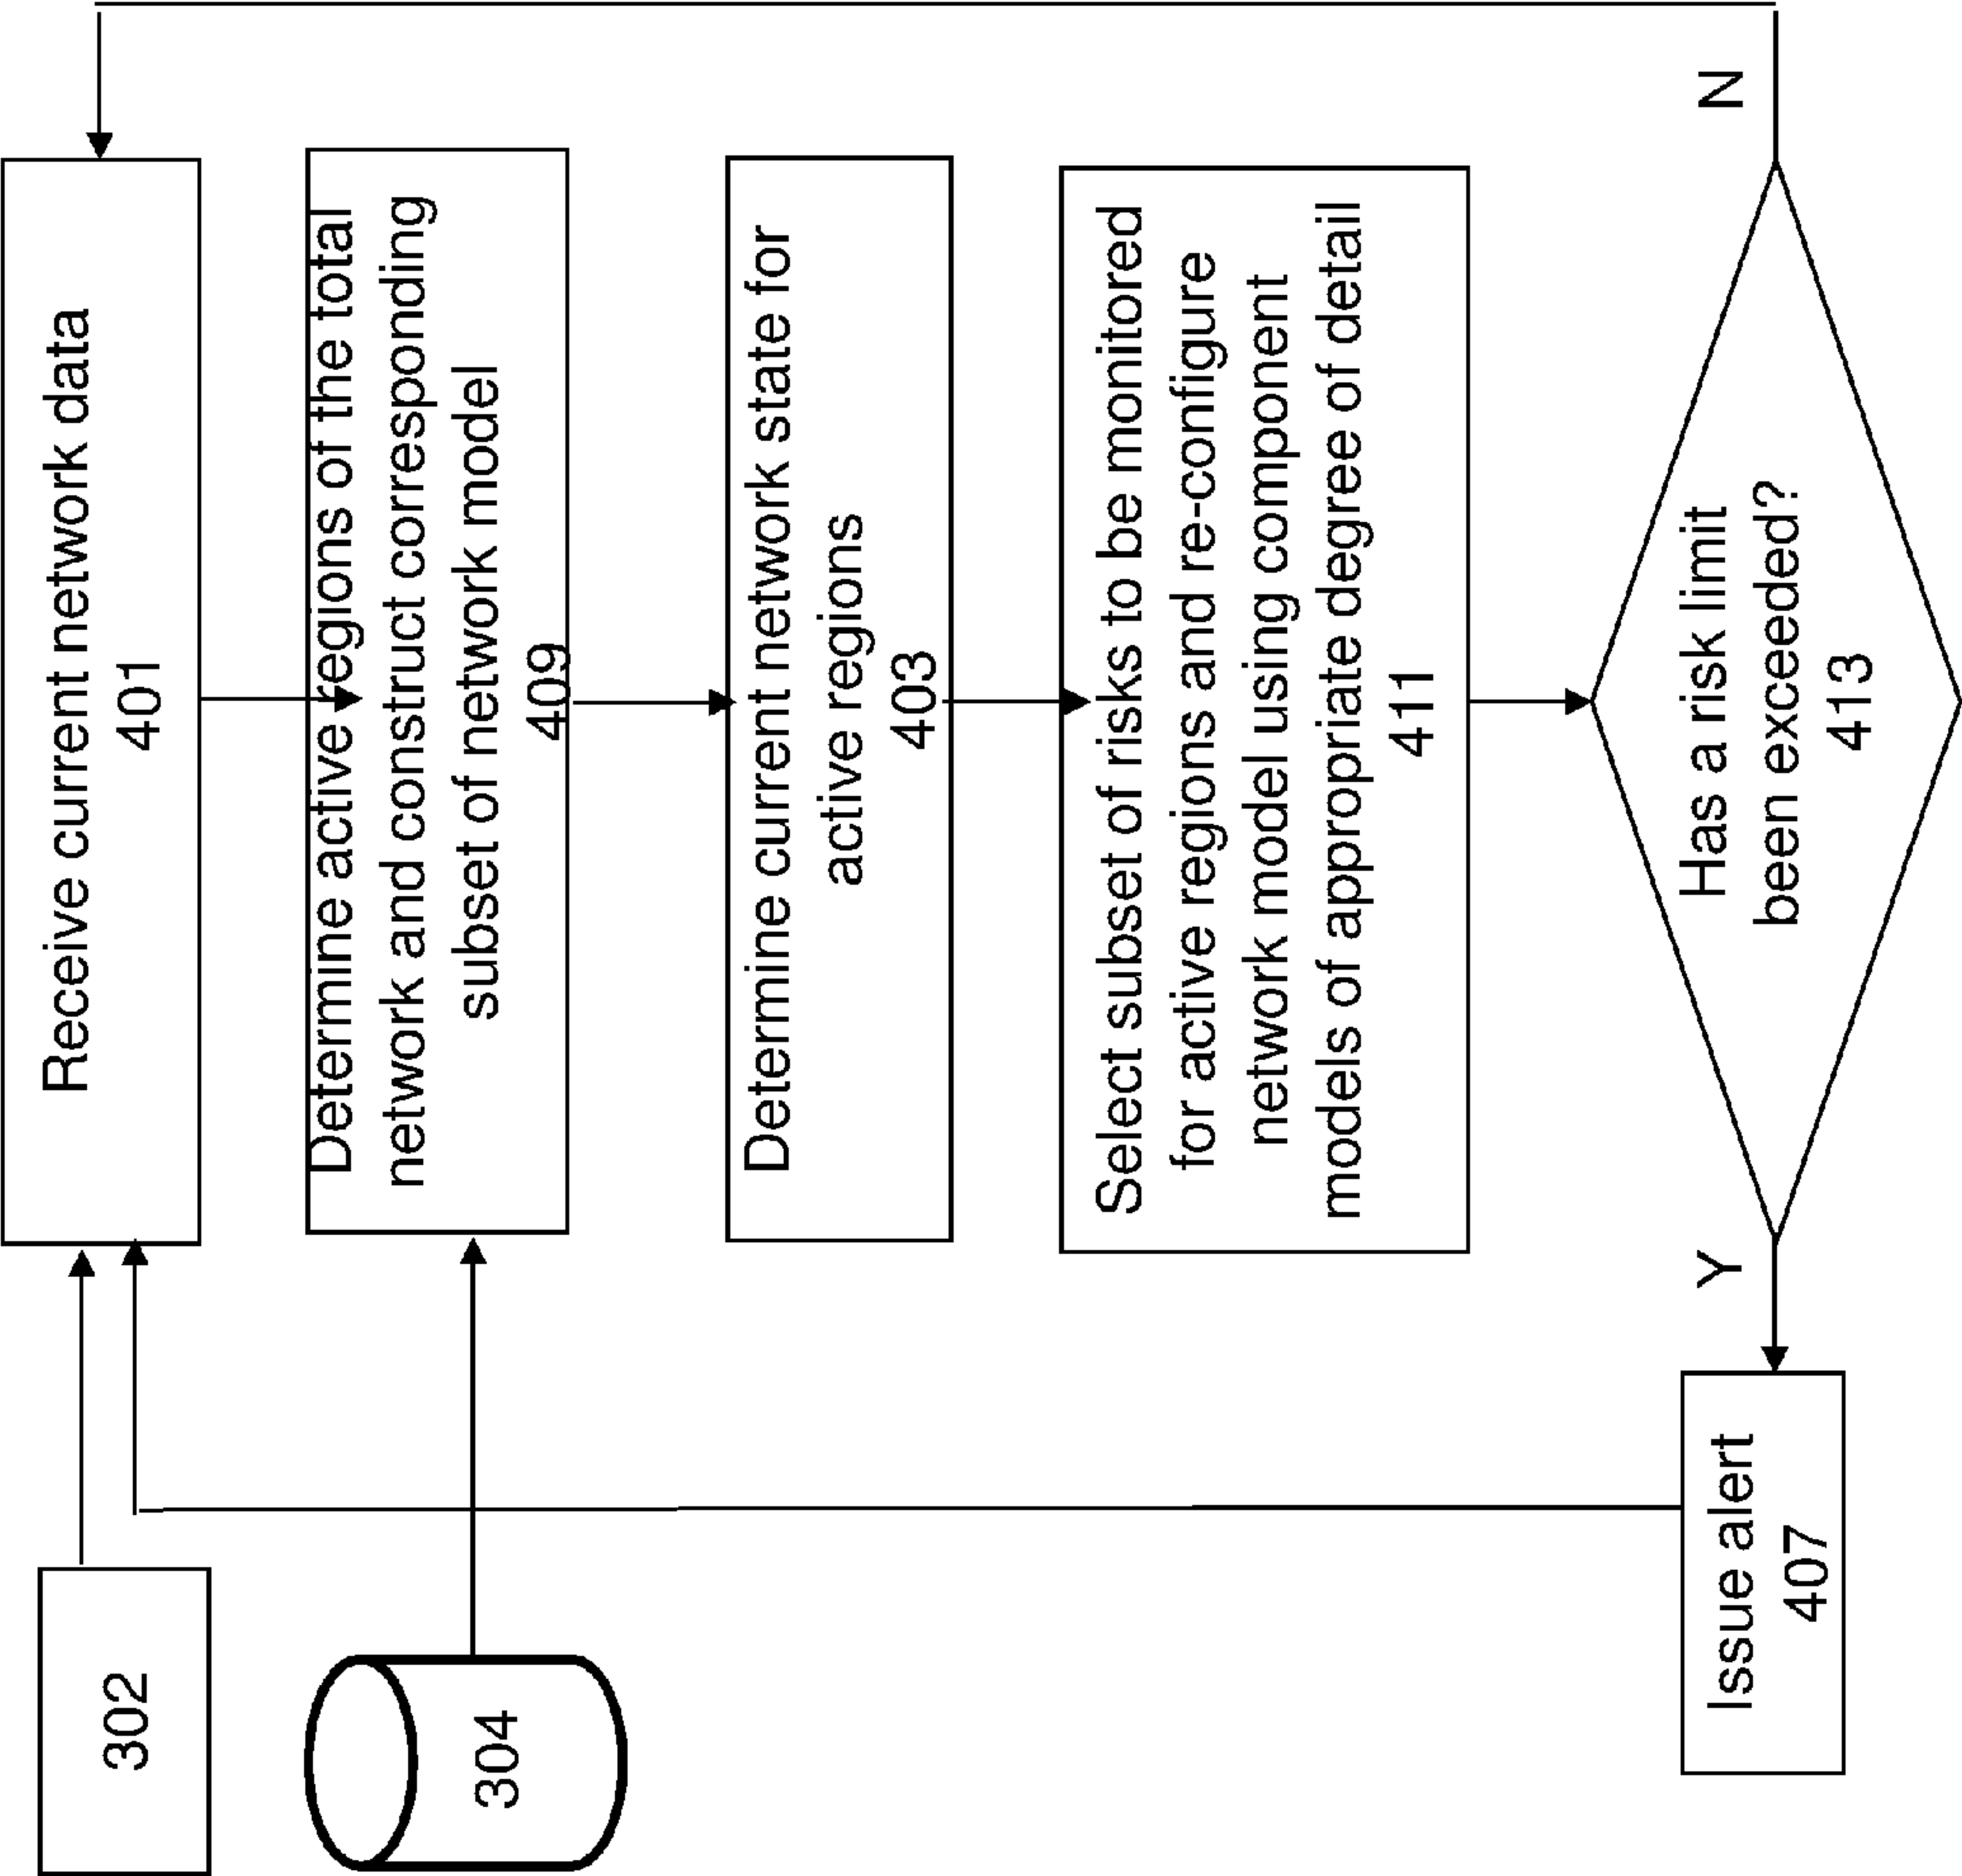 302
Receive current network data
401
304
Determine active regions of the total
network and construct corresponding
subset of network model
409
Determine current network state for
active regions
403
Select subset of risks to be monitored
for active regions and re-configure
network model using component
models of appropriate degree of detail
411
Has a risk limit
been exceeded?
413
Y
N
Issue alert
407